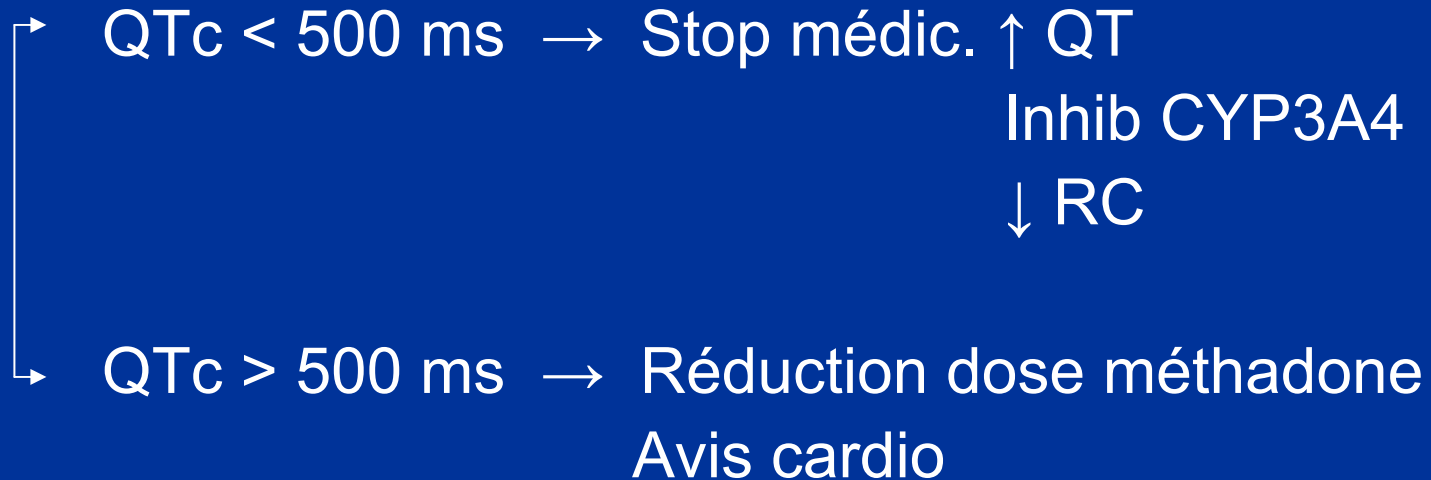 QTc < 500 ms → Stop médic. ↑ QT
Inhib CYP3A4
↓ RC
QTc > 500 ms → Réduction dose méthadone
Avis cardio